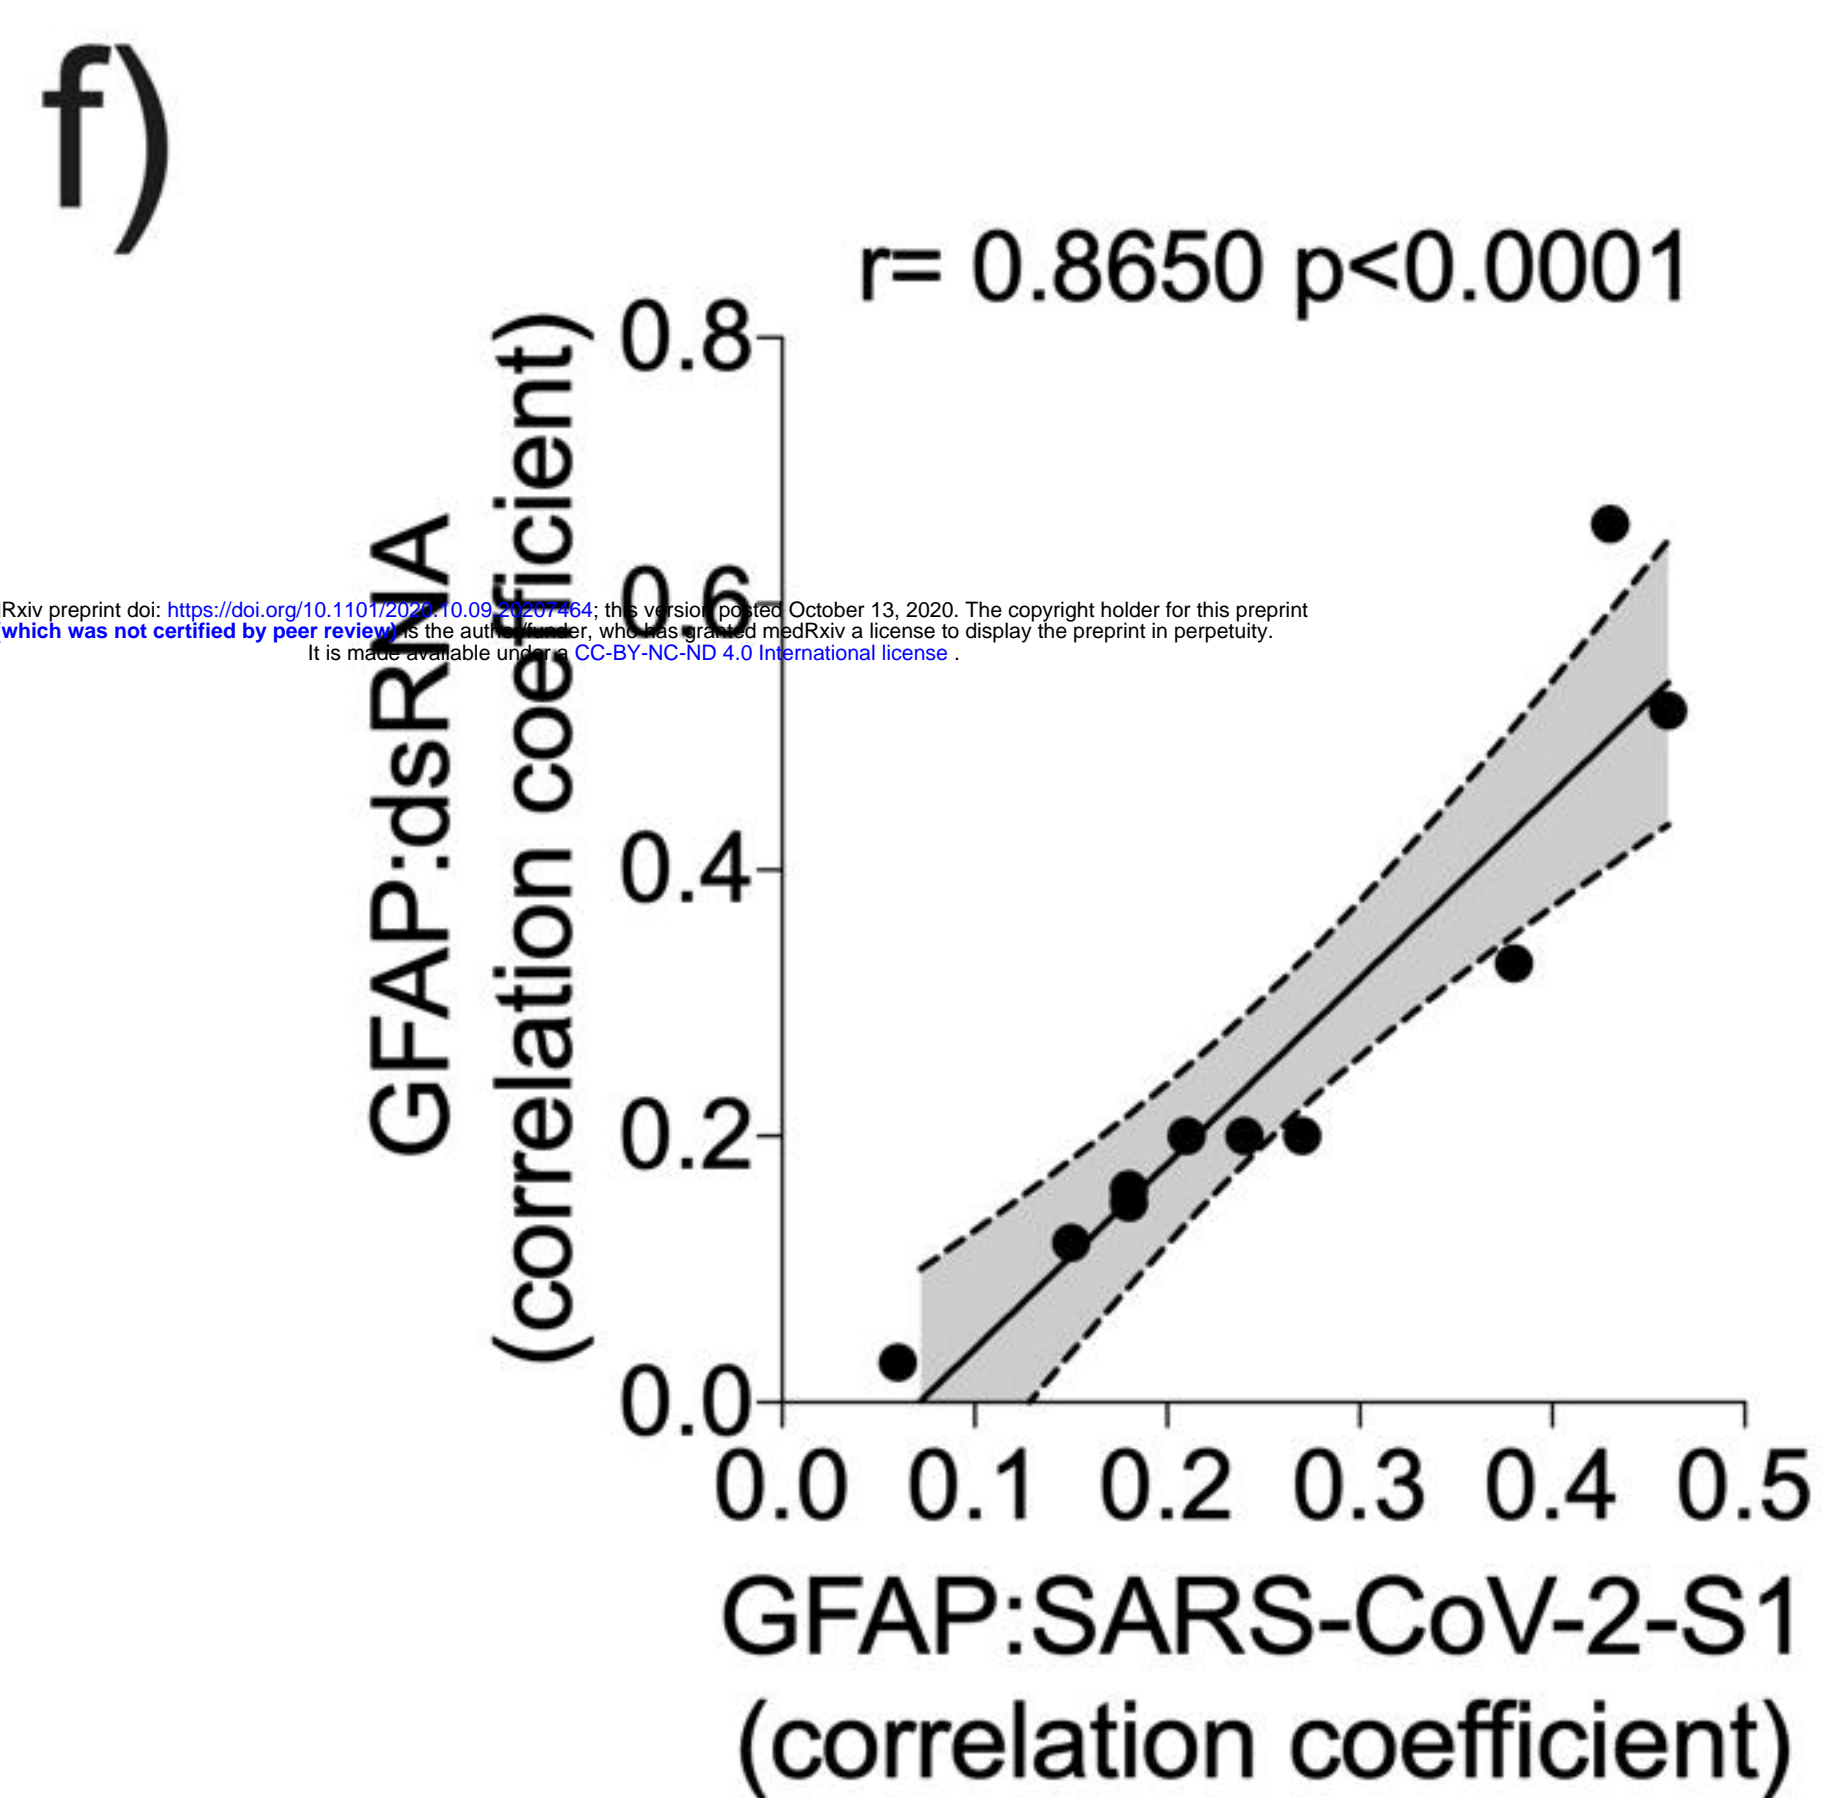 f)
r= 0.8650 p<0.0001
GFAP:dsRNA
(correlation coefficient)
0.8
0.6
0.4
0.2
0.0
Rxiv preprint doi: https://doi.org/10.1101/2020.10.09.20207464; this version posted October 13, 2020. The copyright holder for this preprint
(which was not certified by peer review) is the author/funder, who has granted medRxiv a license to display the preprint in perpetuity.
It is made available under a CC-BY-NC-ND 4.0 International license .
0.0 0.1 0.2 0.3 0.4 0.5
GFAP:SARS-CoV-2-S1
(correlation coefficient)